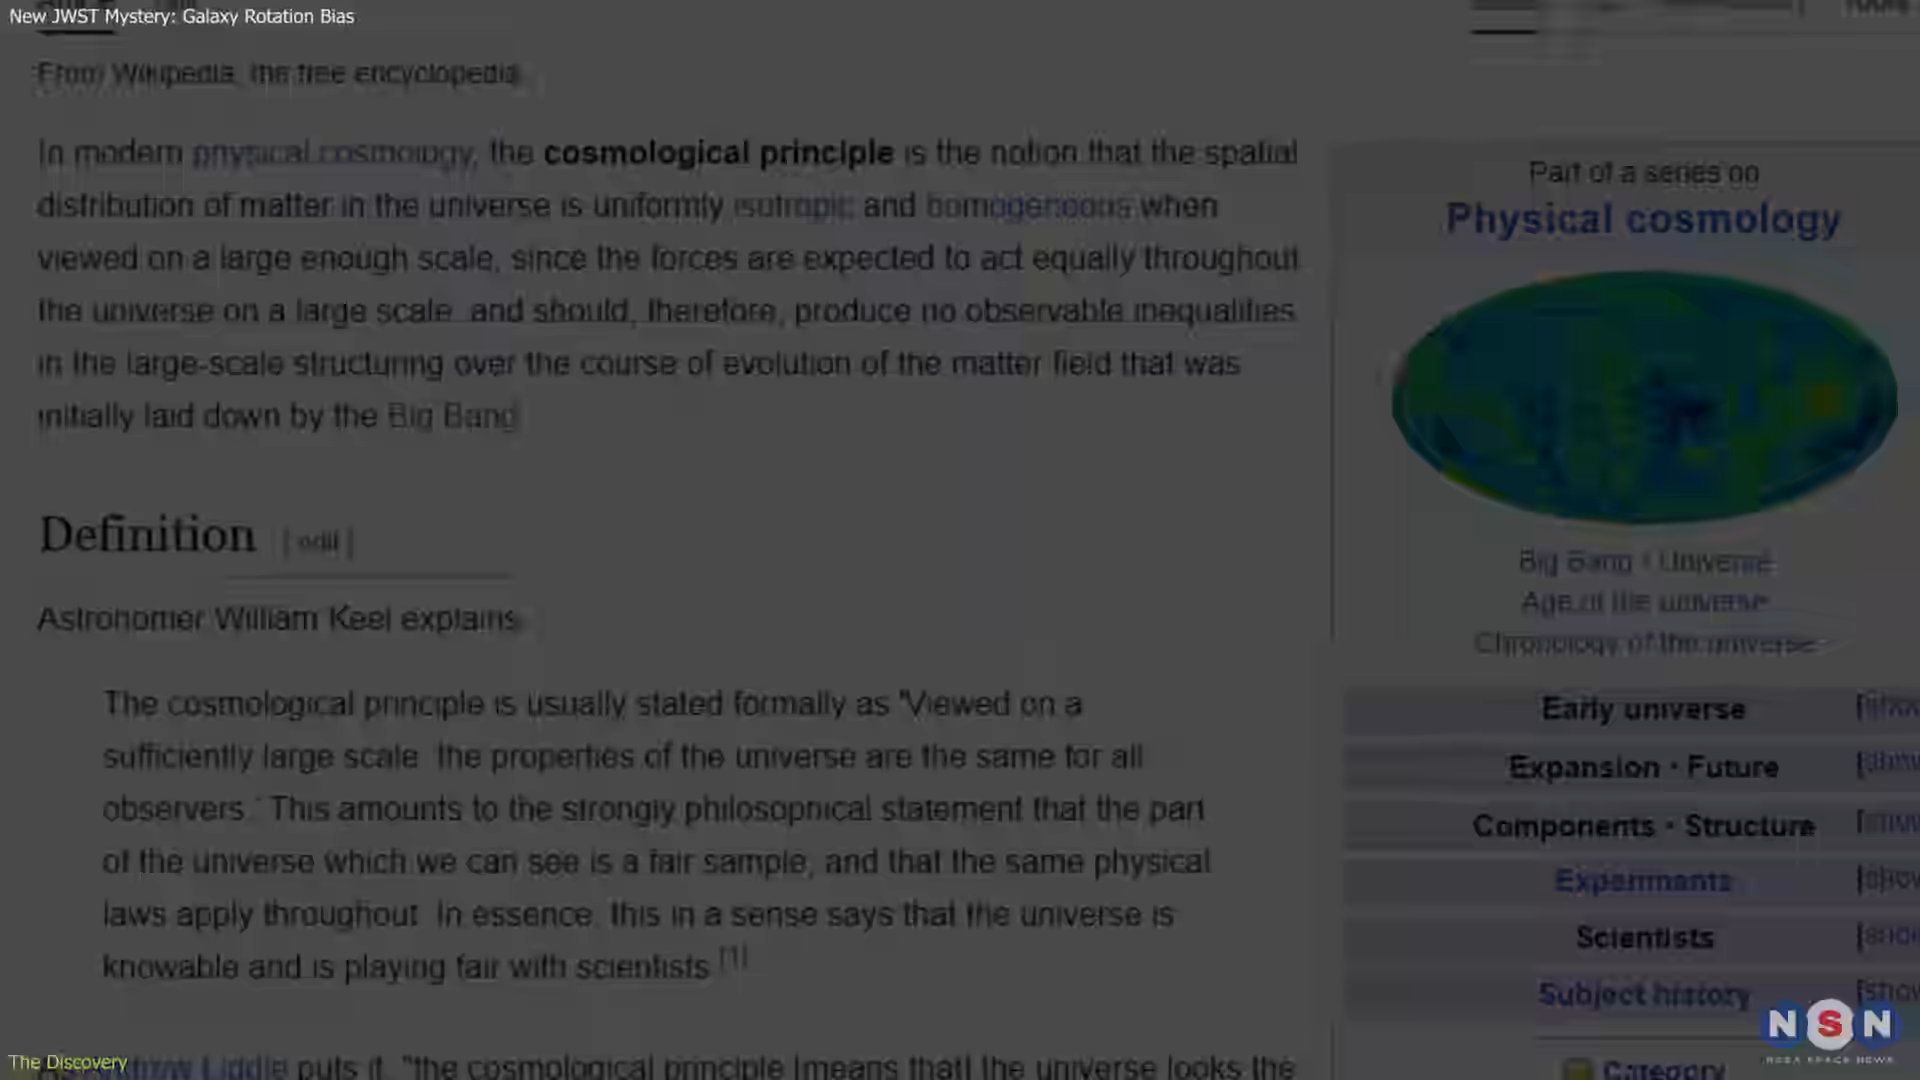 New JWST Mystery: Galaxy Rotation Bias
From Wikipedia, the free encyclopedia
In modern physical cosmology, the cosmological principle is the notion that the spatial
distribution of matter in the universe is uniformly isotropic and homogeneous when
viewed on a large enough scale, since the forces are expected to act equally throughout
the universe on a large scale, and should, therefore, produce no observable inequalities
in the large-scale structuring over the course of evolution of the matter field that was
initially laid down by the Big Bang
Definition [ edit ]
Astronomer William Keel explains
The cosmological principle is usually stated formally as 'Viewed on a
sufficiently large scale, the properties of the universe are the same for all
observers.' This amounts to the strongly philosophical statement that the part
of the universe which we can see is a fair sample, and that the same physical
laws apply throughout. In essence, this in a sense says that the universe is
knowable and is playing fair with scientists.[1]
Liddle puts it, "the cosmological principle [means that] the universe looks the
Part of a series on
Physical cosmology
Big Bang · Universe
Age of the universe
Chronology of the universe
Early universe
Expansion · Future
Components · Structure
Experiments
Scientists
Subject history
Category
The Discovery
NSN
NASA SPACE NEWS